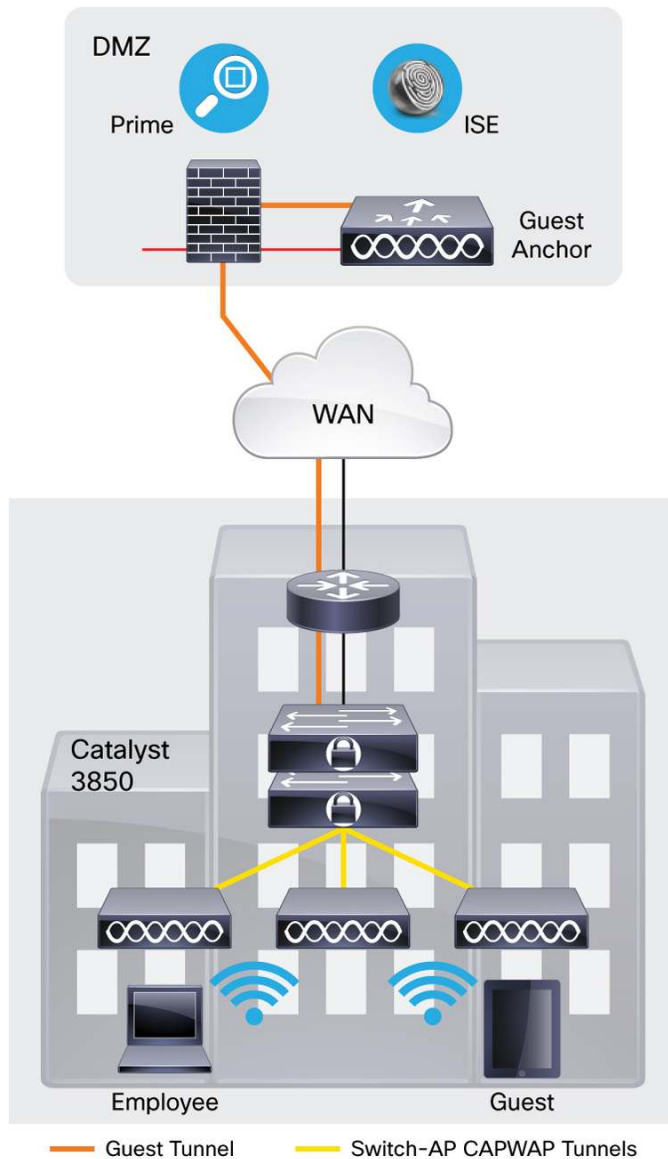 DMZ
Prime
ISE
Guest
Anchor
WAN
Catalyst
3850
Employee
Guest
Guest Tunnel
Switch-AP CAPWAP Tunnels